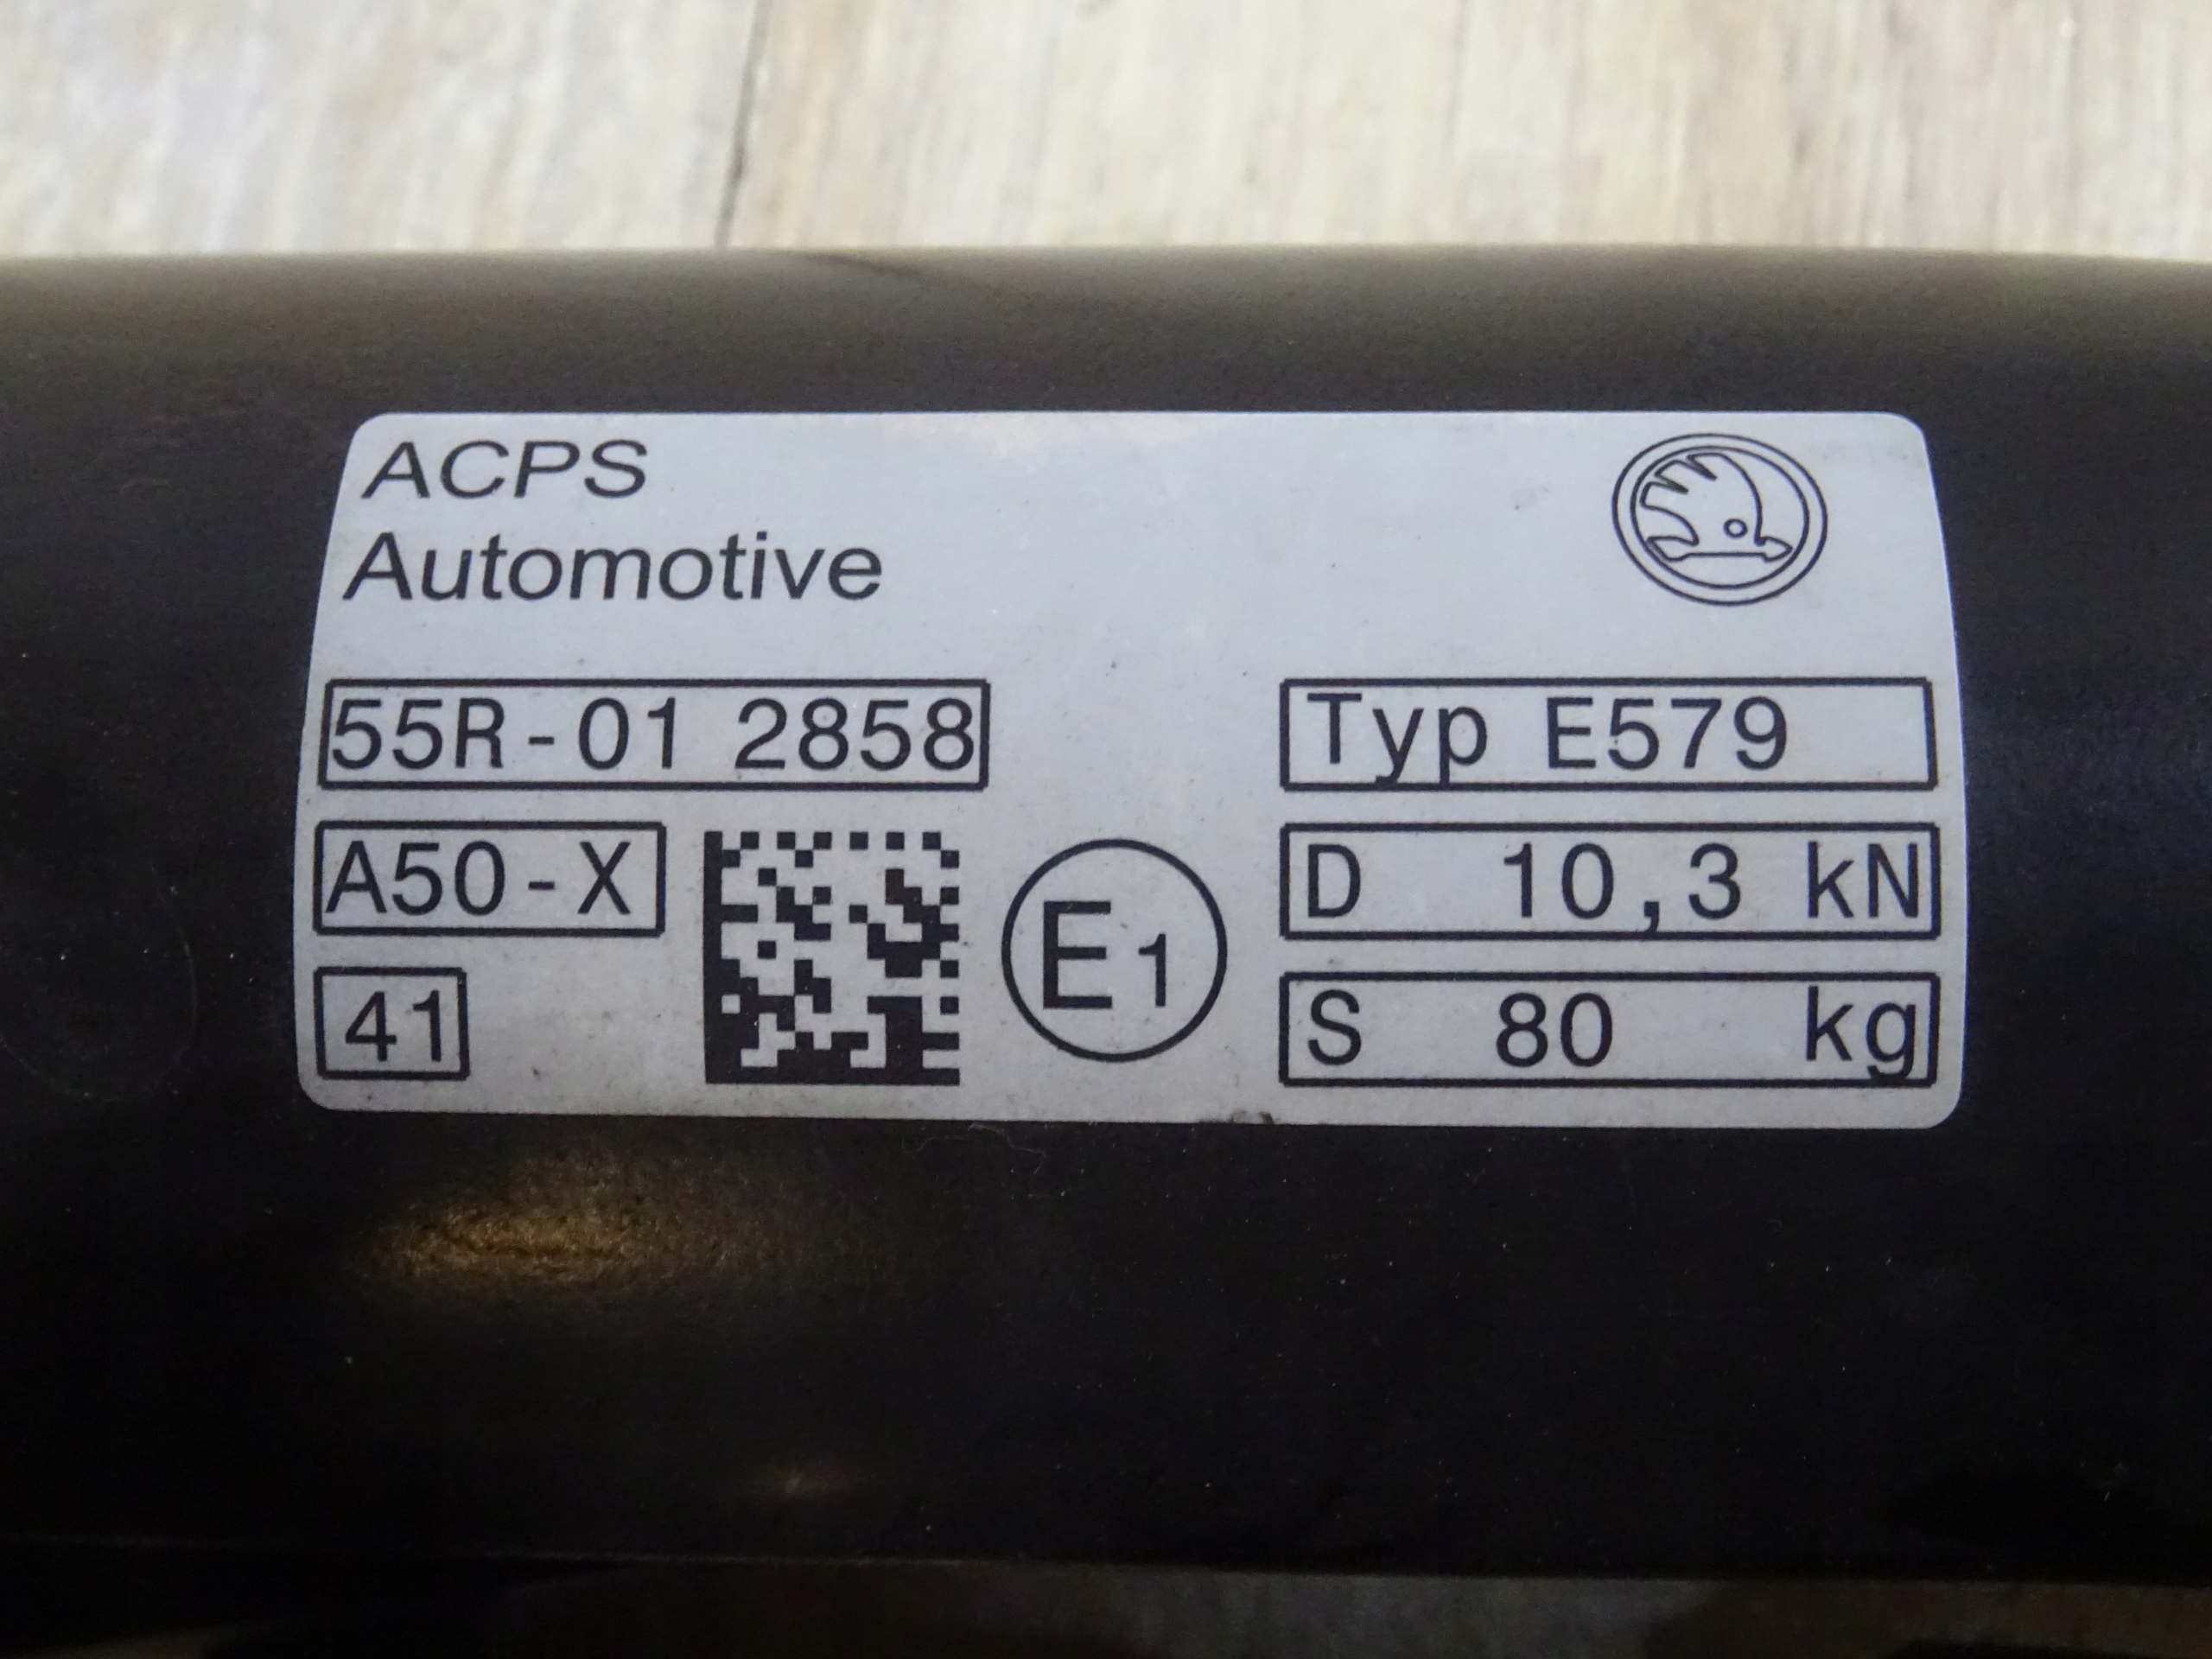 ACPS
Automotive
55R-01 2858
Typ E579
A50-X
E1
D 10,3 kN
41
S 80 kg